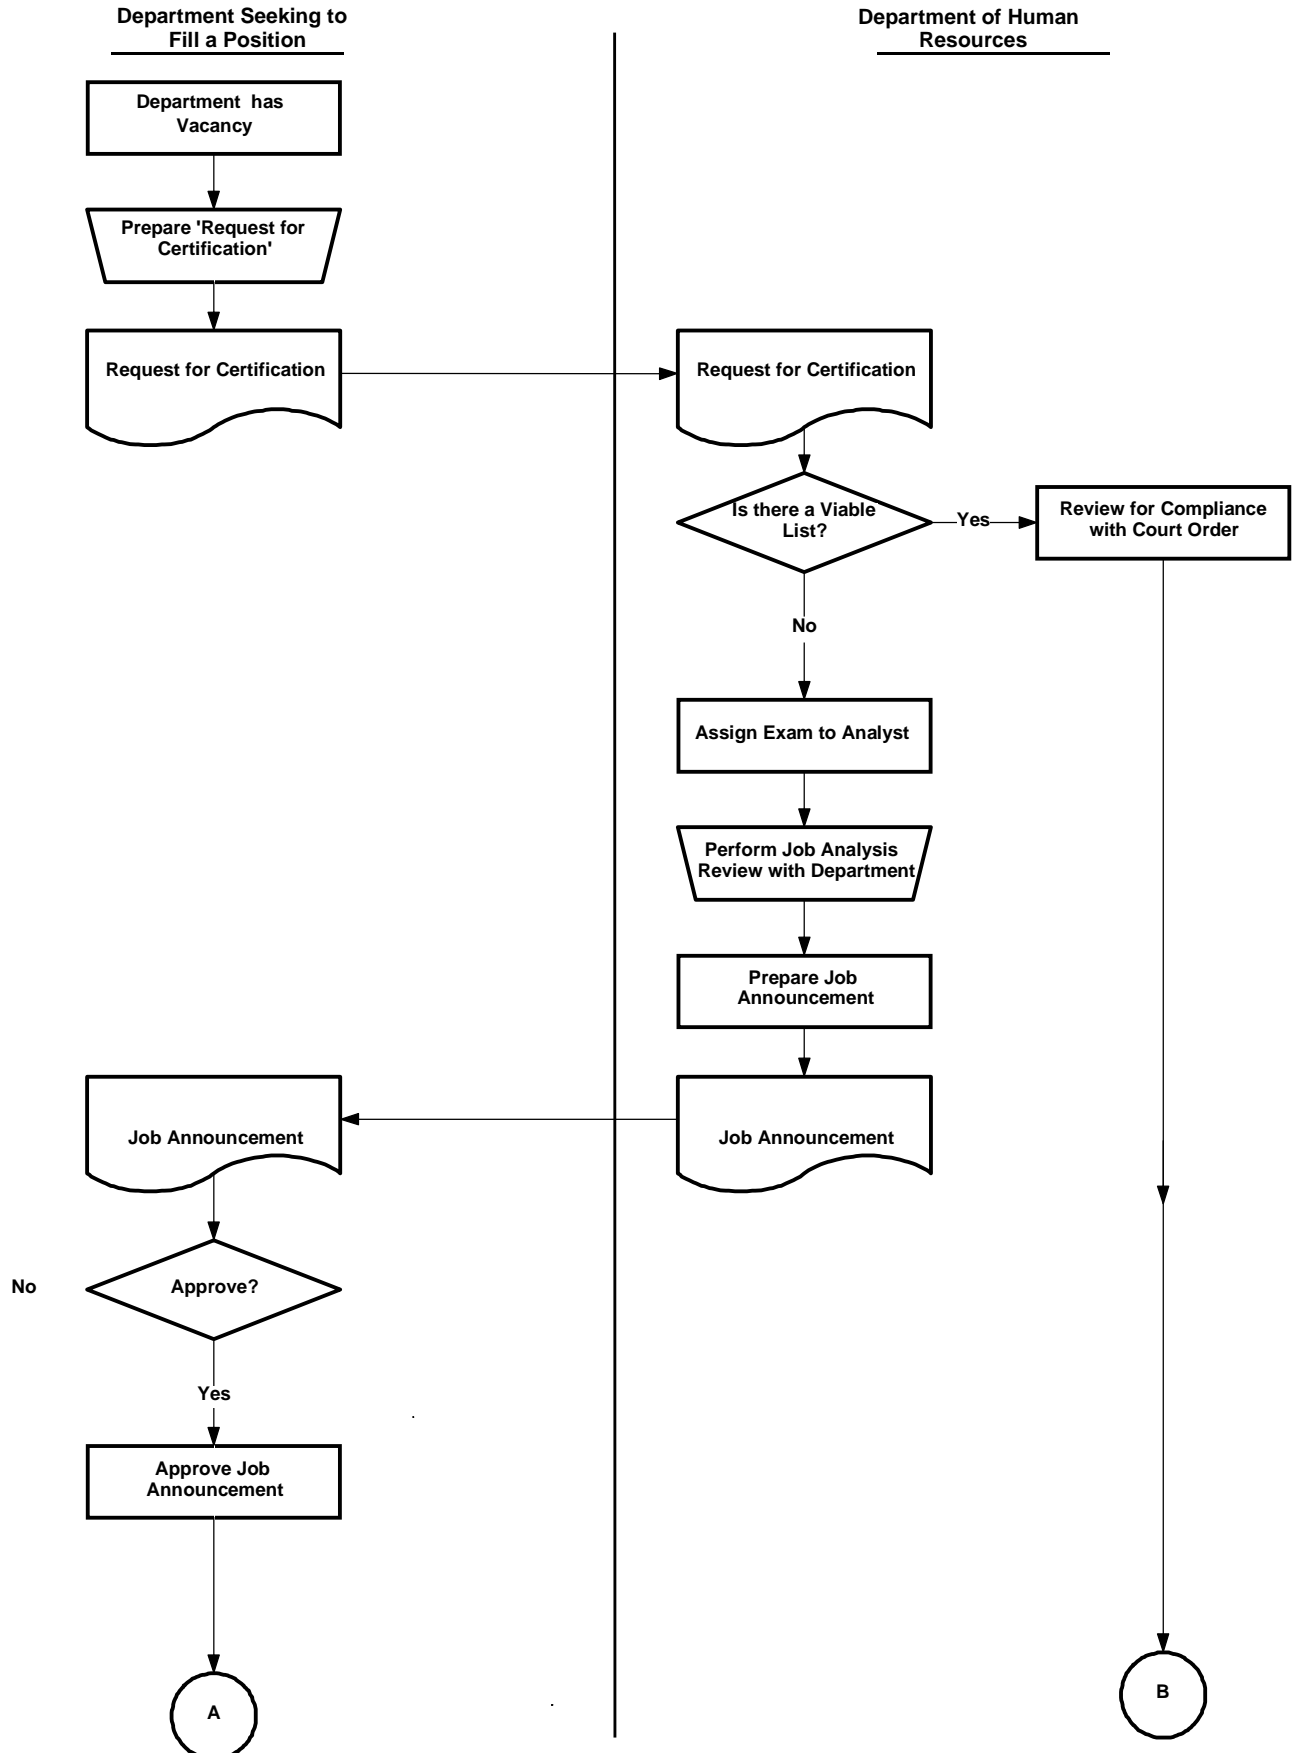 Department Seeking to
Fill a Position
Department of Human
Resources
Department has
Vacancy
Prepare 'Request for
Certification'
Request for Certification
Request for Certification
Is there a Viable
List?
Yes
Review for Compliance
with Court Order
No
Assign Exam to Analyst
Perform Job Analysis
Review with Department
Prepare Job
Announcement
Job Announcement
Job Announcement
No
Approve?
Yes
Approve Job
Announcement
A
B